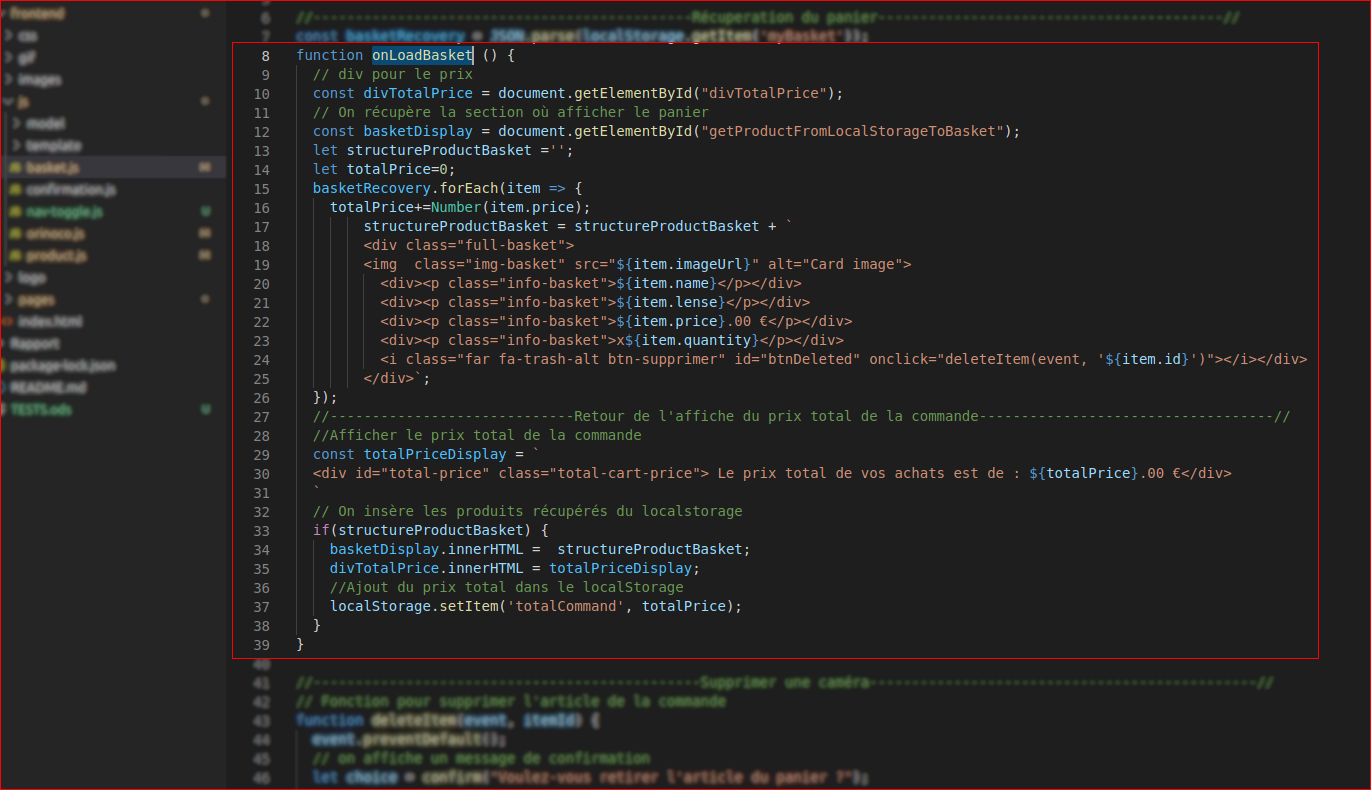 frontend
css
gif
images
js
model
template
basket.js M
confirmation.js
nav-toggle.js U
orinoco.js M
product.js M
logo
pages
index.html
Rapport
package-lock.json
README.md
TESTS.ods U
6 //---------------------------------------------Récuperation du panier-----------------------------------------//
7 const basketRecovery = JSON.parse(localStorage.getItem('myBasket'));
8 function onLoadBasket () {
9 // div pour le prix
10 const divTotalPrice = document.getElementById("divTotalPrice");
11 // On récupère la section où afficher le panier
12 const basketDisplay = document.getElementById("getProductFromLocalStorageToBasket");
13 let structureProductBasket ='';
14 let totalPrice=0;
15 basketRecovery.forEach(item => {
16 totalPrice+=Number(item.price);
17 structureProductBasket = structureProductBasket + `
18 <div class="full-basket">
19 <img  class="img-basket" src="${item.imageUrl}" alt="Card image">
20 <div><p class="info-basket">${item.name}</p></div>
21 <div><p class="info-basket">${item.lense}</p></div>
22 <div><p class="info-basket">${item.price}.00 €</p></div>
23 <div><p class="info-basket">x${item.quantity}</p></div>
24 <i class="far fa-trash-alt btn-supprimer" id="btnDeleted" onclick="deleteItem(event, '${item.id}')"></i></div>
25 </div>`;
26 });
27 //-----------------------------Retour de l'affiche du prix total de la commande-----------------------------------//
28 //Afficher le prix total de la commande
29 const totalPriceDisplay = `
30 <div id="total-price" class="total-cart-price"> Le prix total de vos achats est de : ${totalPrice}.00 €</div>
31 `
32 // On insère les produits récupérés du localstorage
33 if(structureProductBasket) {
34 basketDisplay.innerHTML =  structureProductBasket;
35 divTotalPrice.innerHTML = totalPriceDisplay;
36 //Ajout du prix total dans le localStorage
37 localStorage.setItem('totalCommand', totalPrice);
38 }
39 }
40
41 //----------------------------------------------Supprimer une caméra----------------------------------------------//
42 // Fonction pour supprimer l'article de la commande
43 function deleteItem(event, itemId) {
44 event.preventDefault();
45 // on affiche un message de confirmation
46 let choice = confirm("Voulez-vous retirer l'article du panier ?");